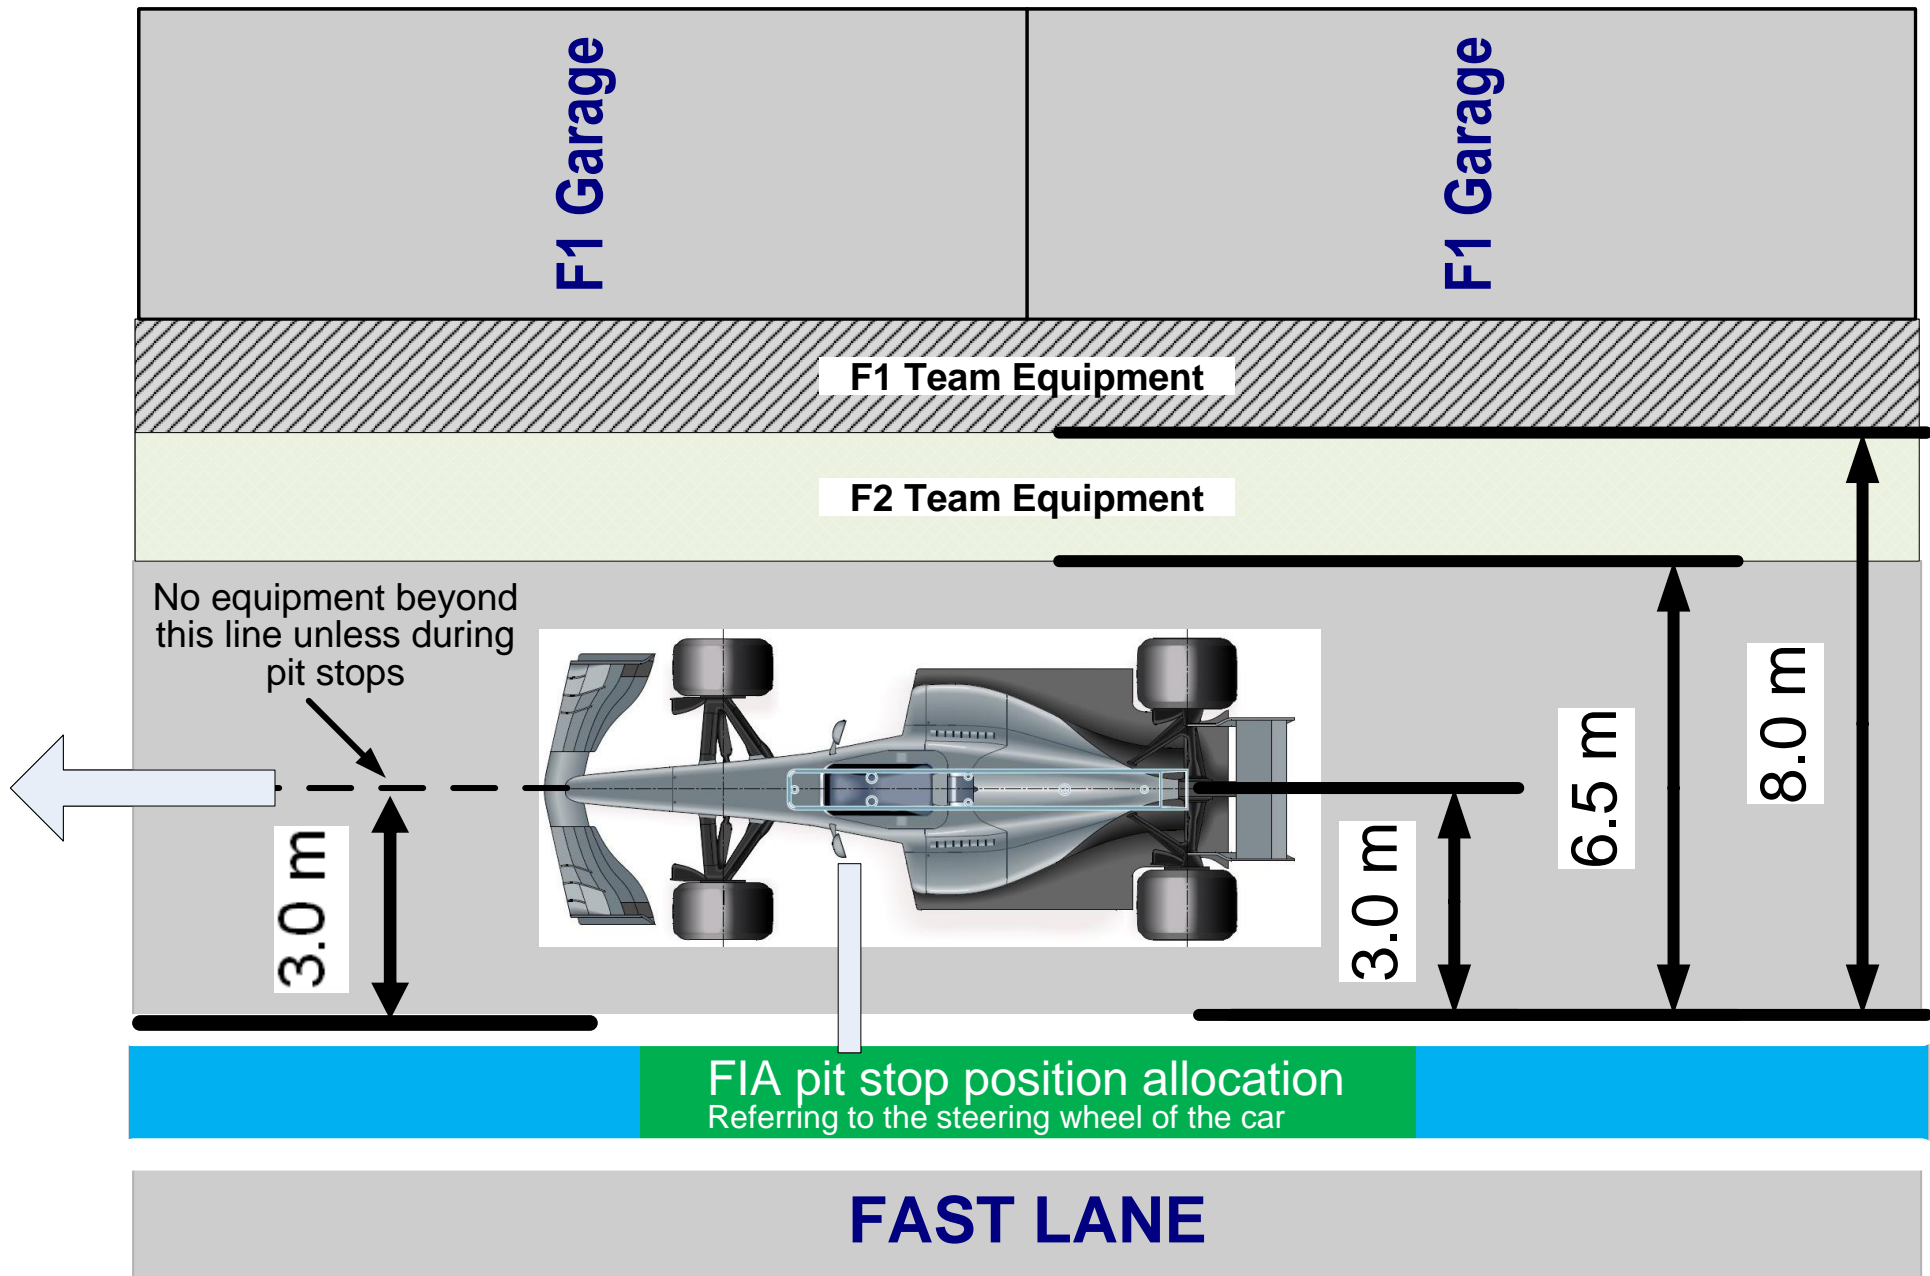 F1 Garage
F1 Garage
F1 Team Equipment
F2 Team Equipment
No equipment beyond
this line unless during
pit stops
3.0 m
3.0 m
6.5 m
8.0 m
FIA pit stop position allocation
Referring to the steering wheel of the car
FAST LANE